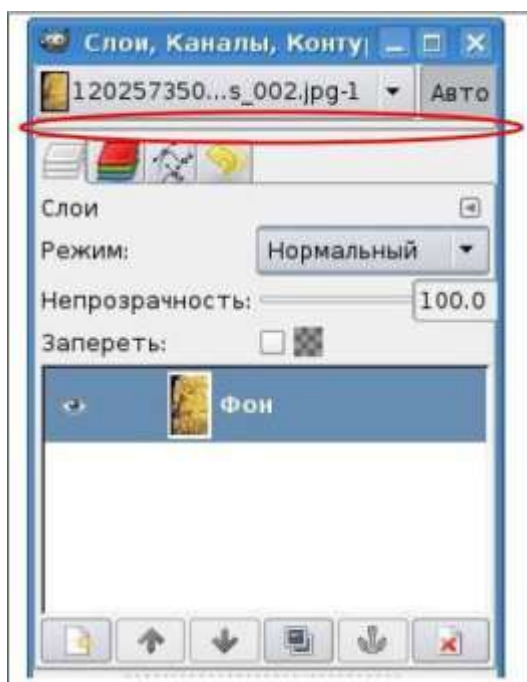 Слои, Каналы, Конту
120257350...s_002.jpg-1 Авто
Слои
Режим: Нормальный
Непрозрачность: 100.0
Запереть:
Фон